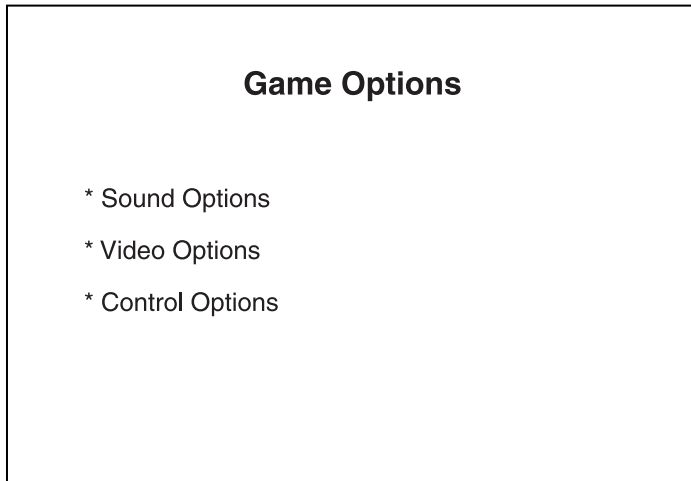 Game Options
* Sound Options
* Video Options
* Control Options